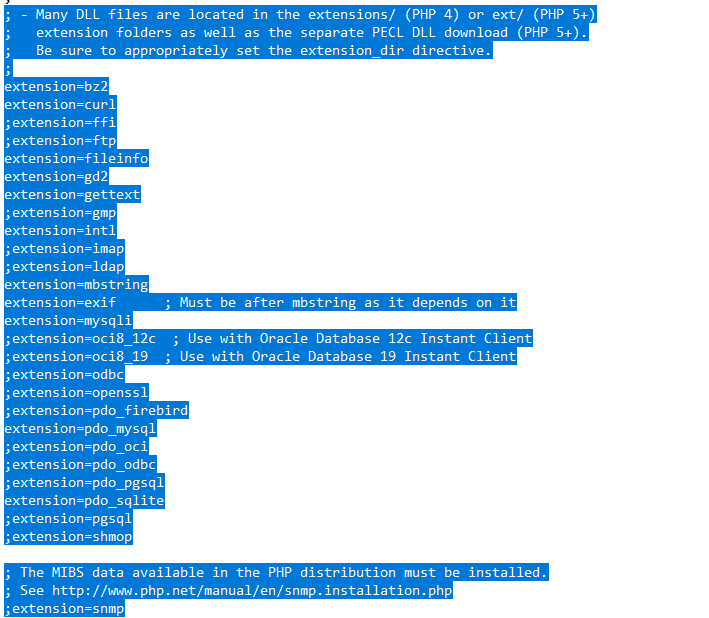 ;
; - Many DLL files are located in the extensions/ (PHP 4) or ext/ (PHP 5+)
;   extension folders as well as the separate PECL DLL download (PHP 5+).
;   Be sure to appropriately set the extension_dir directive.
;
extension=bz2
extension=curl
;extension=ffi
;extension=ftp
extension=fileinfo
extension=gd2
extension=gettext
;extension=gmp
extension=intl
;extension=imap
;extension=ldap
extension=mbstring
extension=exif      ; Must be after mbstring as it depends on it
extension=mysqli
;extension=oci8_12c  ; Use with Oracle Database 12c Instant Client
;extension=oci8_19  ; Use with Oracle Database 19 Instant Client
;extension=odbc
;extension=openssl
;extension=pdo_firebird
extension=pdo_mysql
;extension=pdo_oci
;extension=pdo_odbc
;extension=pdo_pgsql
extension=pdo_sqlite
;extension=pgsql
;extension=shmop

; The MIBS data available in the PHP distribution must be installed.
; See http://www.php.net/manual/en/snmp.installation.php
;extension=snmp